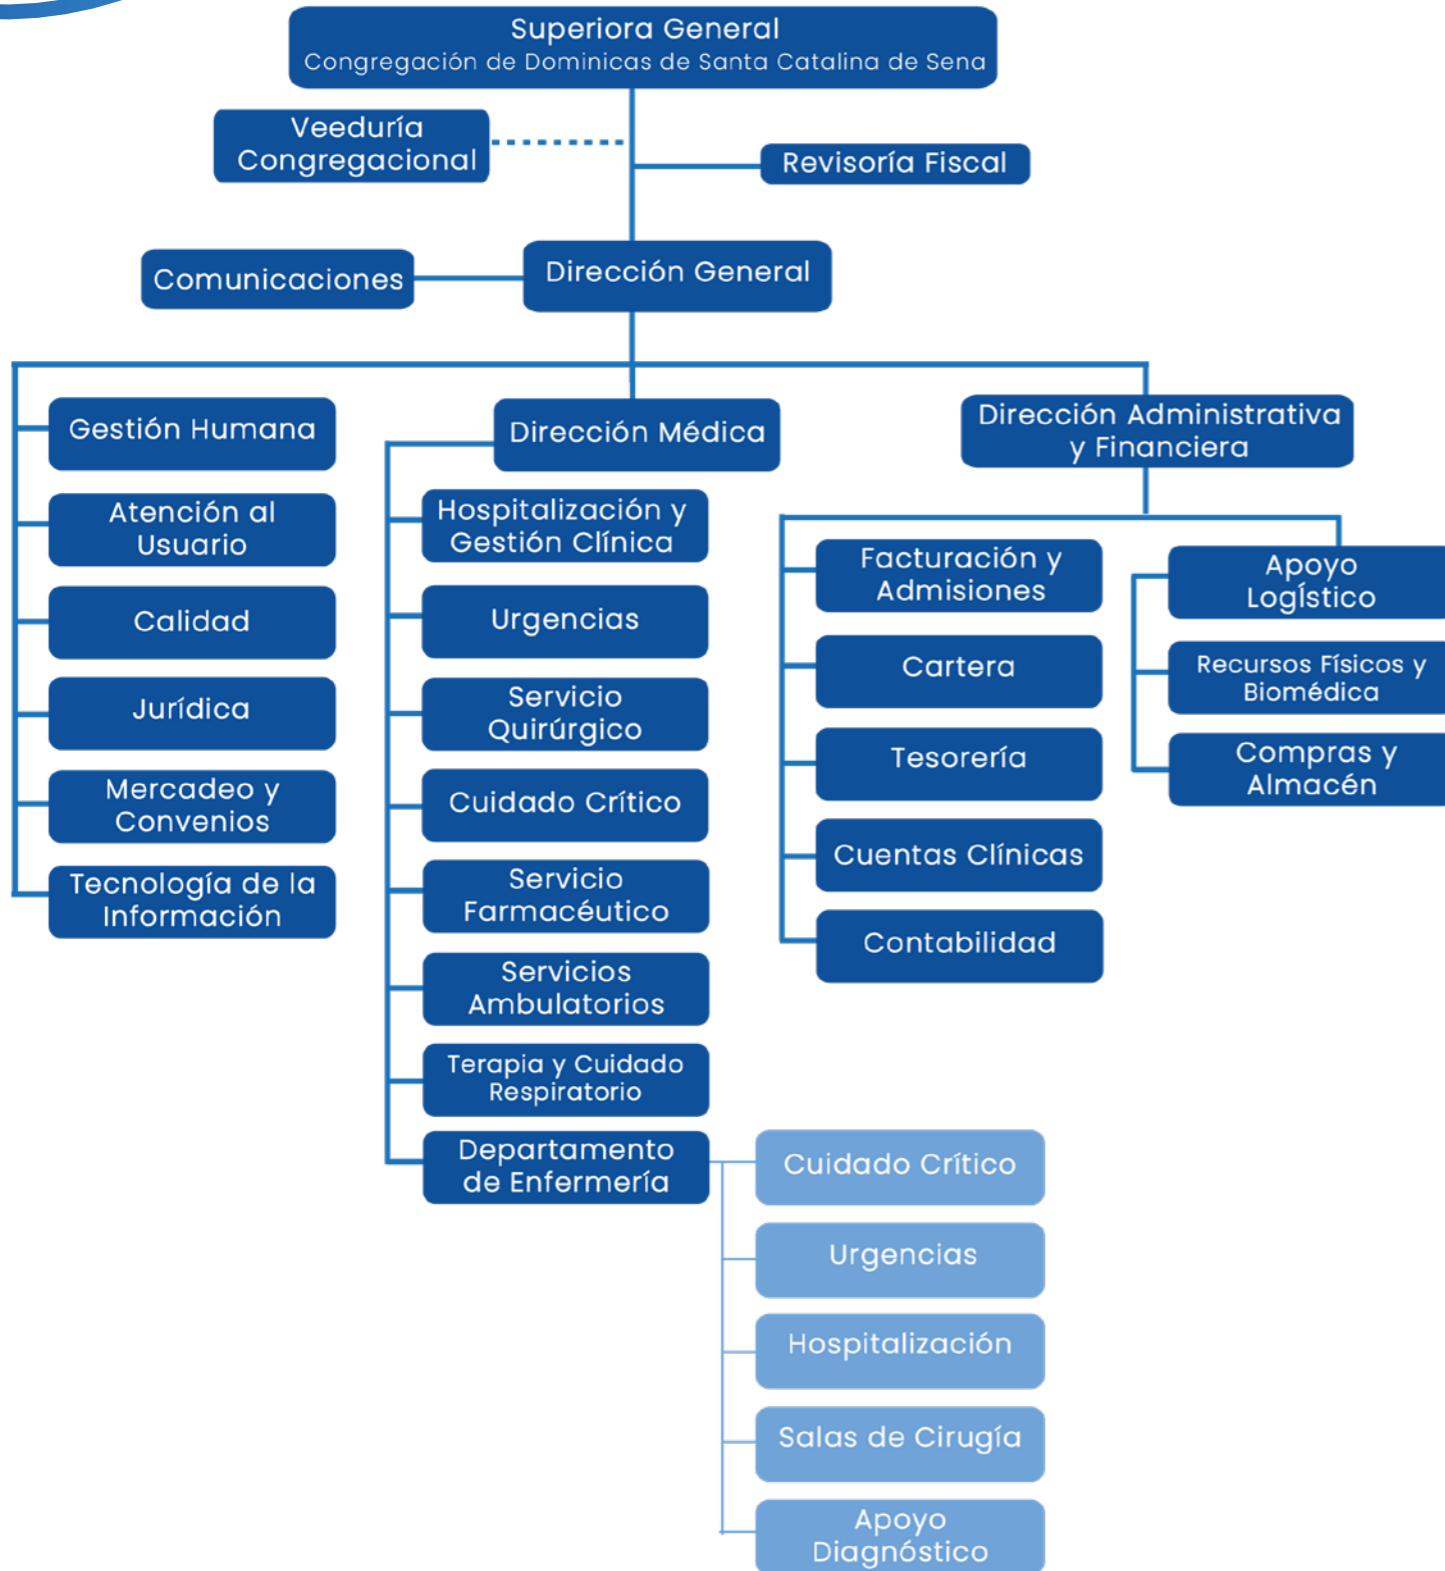 Superiora General
Congregación de Dominicas de Santa Catalina de Sena
Veeduría
Congregacional
Revisoría Fiscal
Comunicaciones
Dirección General
Gestión Humana
Atención al
Usuario
Calidad
Jurídica
Mercadeo y
Convenios
Tecnología de la
Información
Dirección Médica
Hospitalización y
Gestión Clínica
Urgencias
Servicio
Quirúrgico
Cuidado Crítico
Servicio
Farmacéutico
Servicios
Ambulatorios
Terapia y Cuidado
Respiratorio
Departamento
de Enfermería
Cuidado Crítico
Urgencias
Hospitalización
Salas de Cirugía
Apoyo
Diagnóstico
Dirección Administrativa
y Financiera
Facturación y
Admisiones
Cartera
Tesorería
Cuentas Clínicas
Contabilidad
Apoyo
Logístico
Recursos Físicos y
Biomédica
Compras y
Almacén